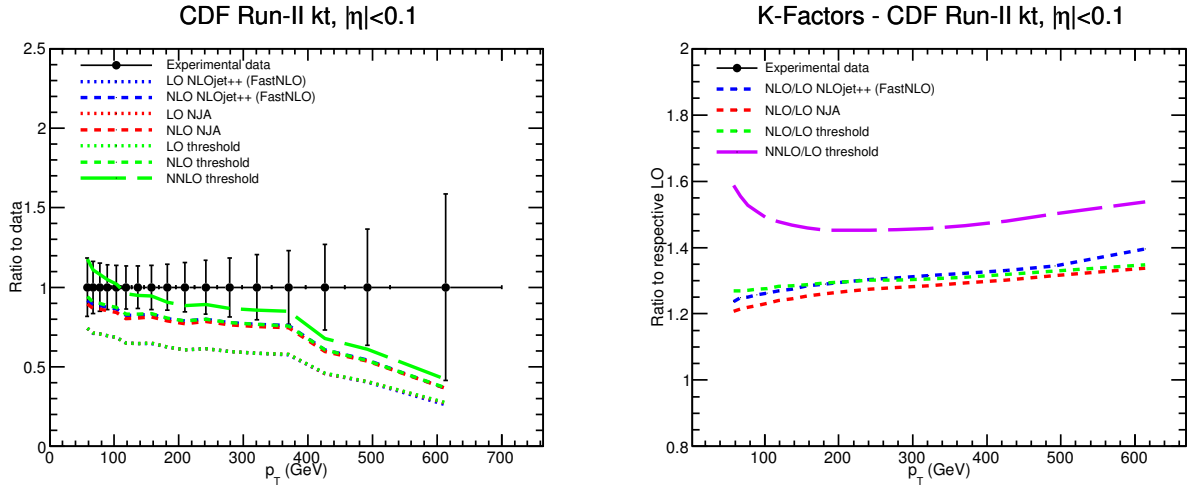 CDF Run-II kt, |η|<0.1
2.5
2
1.5
1
0.5
0
Ratio to data
Experimental data
LO NLOjet++ (FastNLO)
NLO NLOjet++ (FastNLO)
LO NJA
NLO NJA
LO threshold
NLO threshold
NNLO threshold
0 100 200 300 400 500 600 700
p_T (GeV)
K-Factors - CDF Run-II kt, |η|<0.1
2
1.8
1.6
1.4
1.2
1
0.8
Ratio to respective LO
Experimental data
NLO/LO NLOjet++ (FastNLO)
NLO/LO NJA
NLO/LO threshold
NNLO/LO threshold
100 200 300 400 500 600
p_T (GeV)